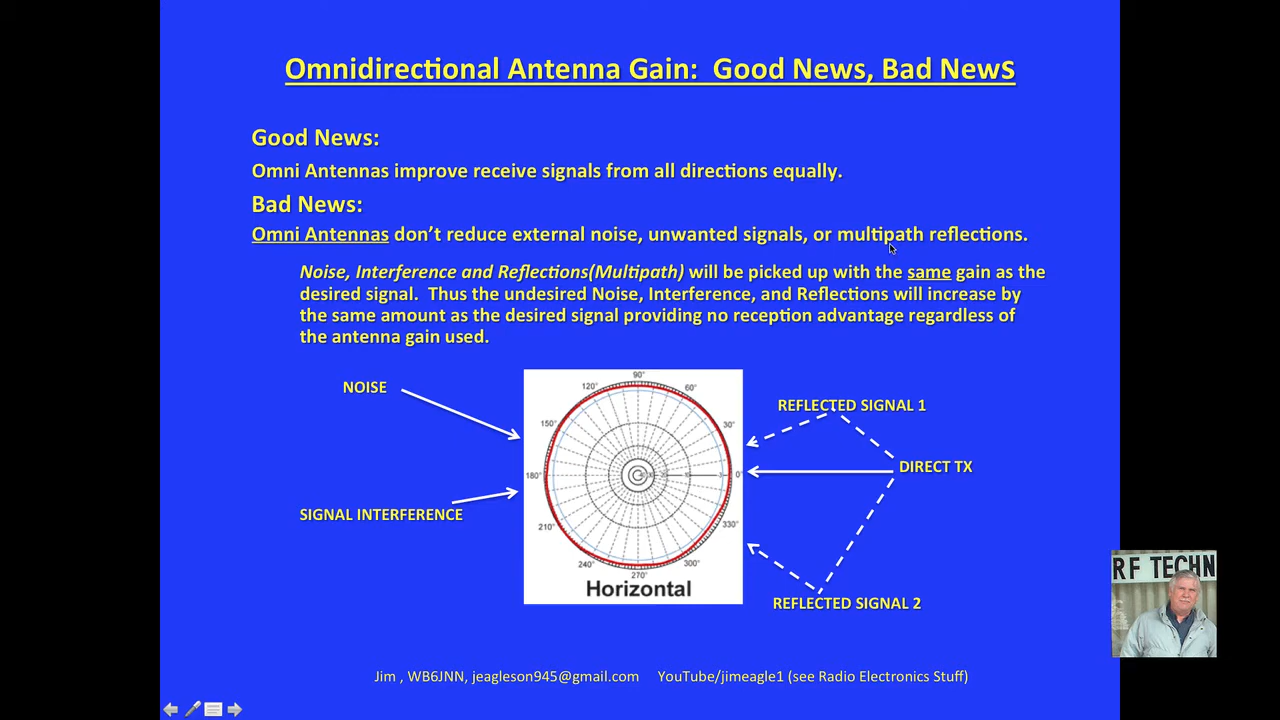 Omnidirectional Antenna Gain: Good News, Bad News
Good News:
Omni Antennas improve receive signals from all directions equally.
Bad News:
Omni Antennas don't reduce external noise, unwanted signals, or multipath reflections.
Noise, Interference and Reflections(Multipath) will be picked up with the same gain as the
desired signal. Thus the undesired Noise, Interference, and Reflections will increase by
the same amount as the desired signal providing no reception advantage regardless of
the antenna gain used.
NOISE
SIGNAL INTERFERENCE
90°
120°
60°
150°
30°
180°
0°
210°
330°
240°
300°
270°
Horizontal
REFLECTED SIGNAL 1
DIRECT TX
REFLECTED SIGNAL 2
RF TECHN
Jim , WB6JNN, jeagleson945@gmail.com YouTube/jimeagle1 (see Radio Electronics Stuff)